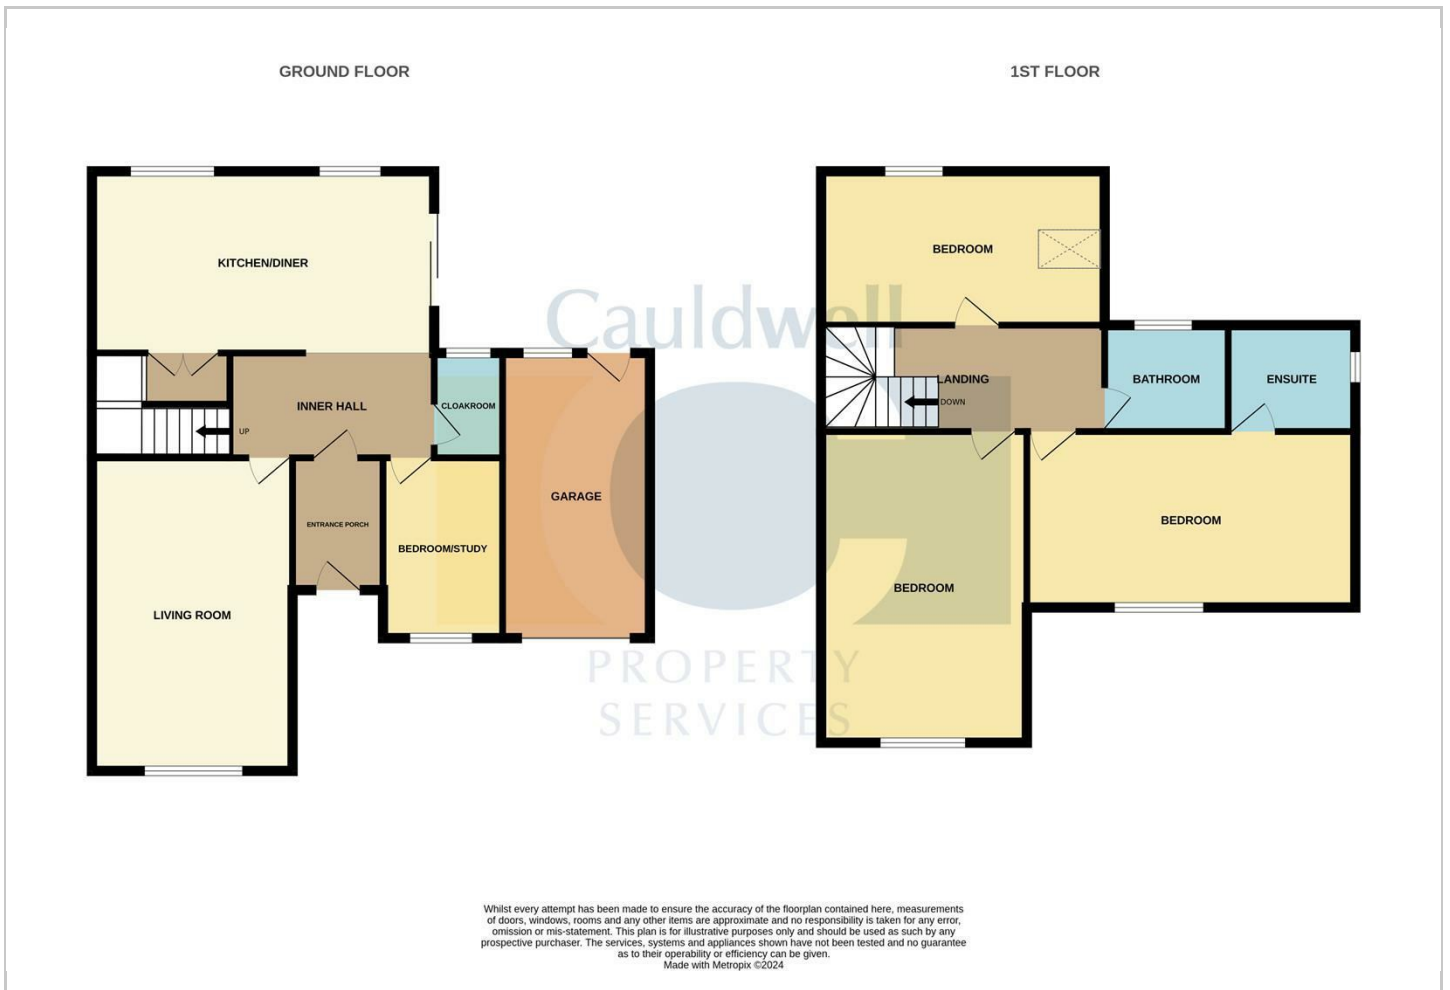 GROUND FLOOR
1ST FLOOR
KITCHEN/DINER
INNER HALL
CLOAKROOM
UP
ENTRANCE PORCH
BEDROOM/STUDY
GARAGE
LIVING ROOM
BEDROOM
LANDING
DOWN
BATHROOM
ENSUITE
BEDROOM
BEDROOM
Cauldwell
PROPERTY
SERVICES
Whilst every attempt has been made to ensure the accuracy of the floorplan contained here, measurements
of doors, windows, rooms and any other items are approximate and no responsibility is taken for any error,
omission or mis-statement. This plan is for illustrative purposes only and should be used as such by any
prospective purchaser. The services, systems and appliances shown have not been tested and no guarantee
as to their operability or efficiency can be given.
Made with Metropix ©2024